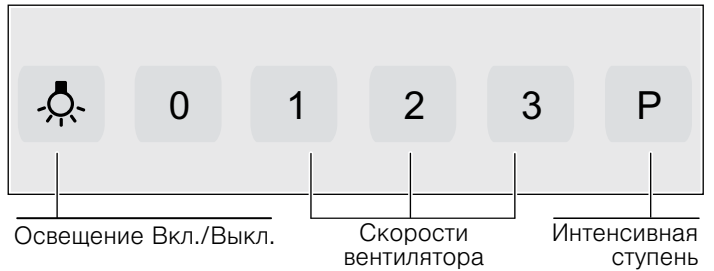 0 1 2 3 P
Освещение Вкл./Выкл.
Скорости
вентилятора
Интенсивная
ступень